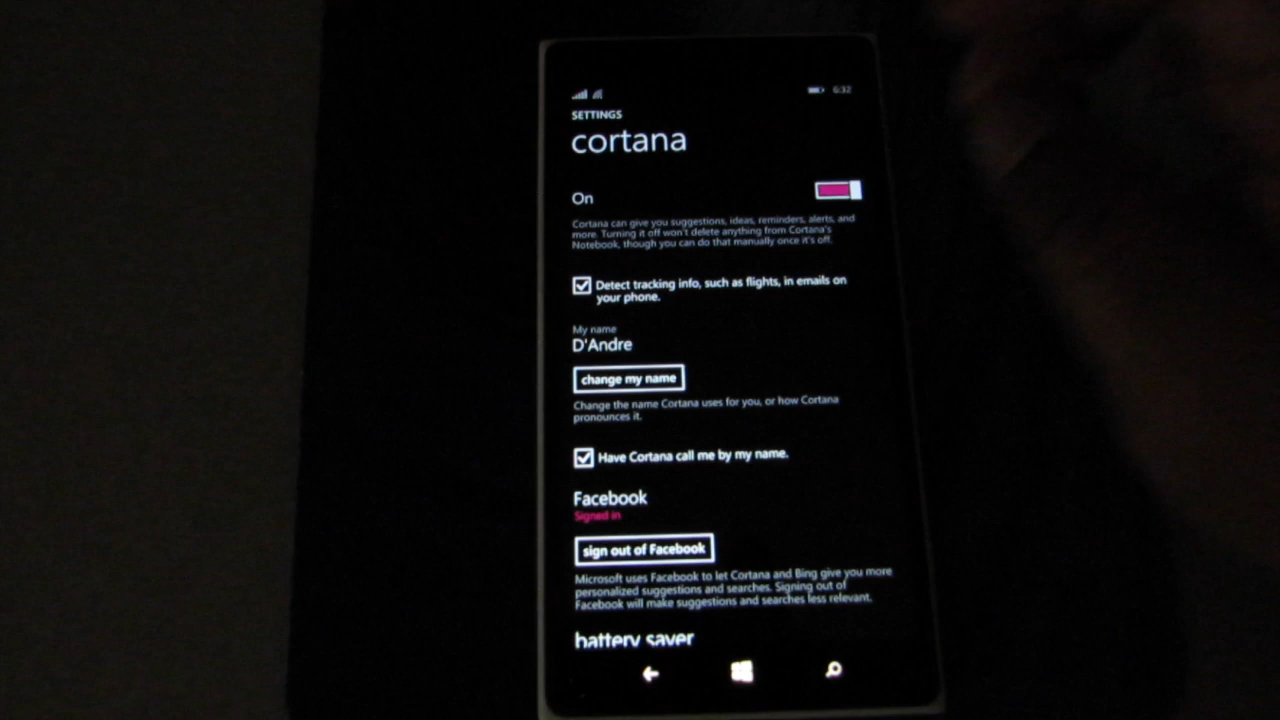 6:32
SETTINGS
cortana
On
Cortana can give you suggestions, ideas, reminders, alerts, and
more. Turning it off won't delete anything from Cortana's
Notebook, though you can do that manually once it's off.
Detect tracking info, such as flights, in emails on
your phone.
My name
D'Andre
change my name
Change the name Cortana uses for you, or how Cortana
pronounces it.
Have Cortana call me by my name.
Facebook
Signed in
sign out of Facebook
Microsoft uses Facebook to let Cortana and Bing give you more
personalized suggestions and searches. Signing out of
Facebook will make suggestions and searches less relevant.
battery saver